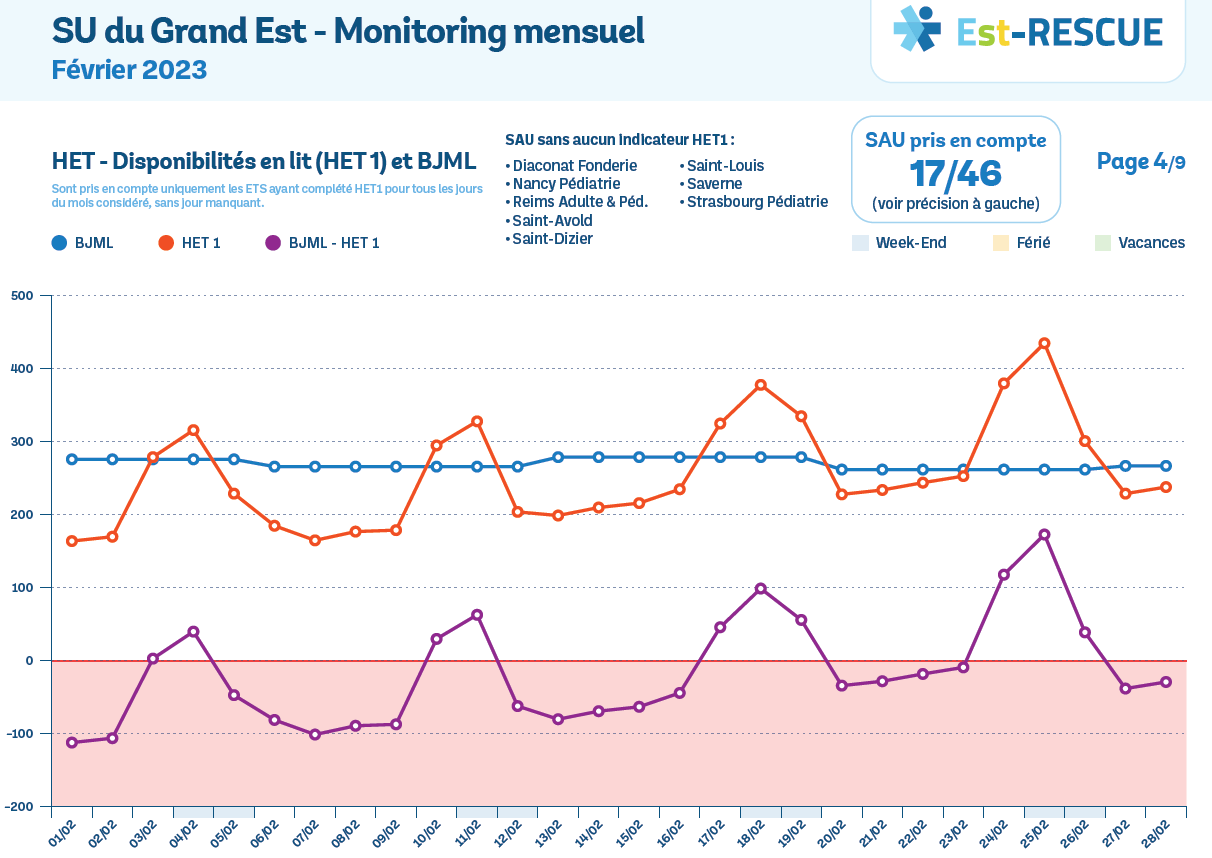 SU du Grand Est - Monitoring mensuel
Février 2023
Est-RESCUE
HET - Disponibilités en lit (HET 1) et BJML
Sont pris en compte uniquement les ETS ayant complété HET1 pour tous les jours
du mois considéré, sans jour manquant.
BJML
HET 1
BJML - HET 1
SAU sans aucun indicateur HET1 :
• Diaconat Fonderie
• Nancy Pédiatrie
• Reims Adulte & Péd.
• Saint-Avold
• Saint-Dizier
• Saint-Louis
• Saverne
• Strasbourg Pédiatrie
SAU pris en compte
17/46
(voir précision à gauche)
Page 4/9
Week-End
Férié
Vacances
500
400
300
200
100
0
-100
-200
01/02
02/02
03/02
04/02
05/02
06/02
07/02
08/02
09/02
10/02
11/02
12/02
13/02
14/02
15/02
16/02
17/02
18/02
19/02
20/02
21/02
22/02
23/02
24/02
25/02
26/02
27/02
28/02